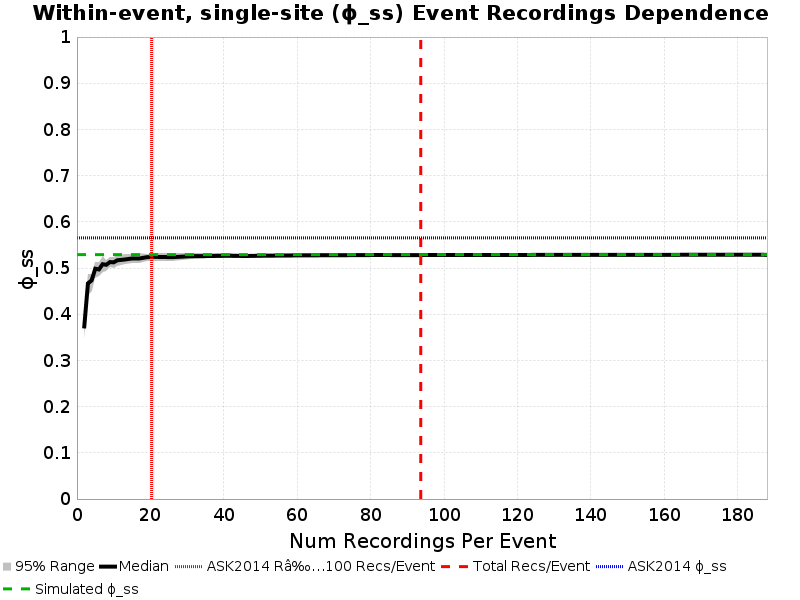 Within-event, single-site (ϕ_ss) Event Recordings Dependence
1
0.9
0.8
0.7
0.6
0.5
0.4
0.3
0.2
0.1
0
ϕ_ss
0 20 40 60 80 100 120 140 160 180
Num Recordings Per Event
95% Range Median ASK2014 Râ‰…100 Recs/Event Total Recs/Event ASK2014 ϕ_ss
Simulated ϕ_ss